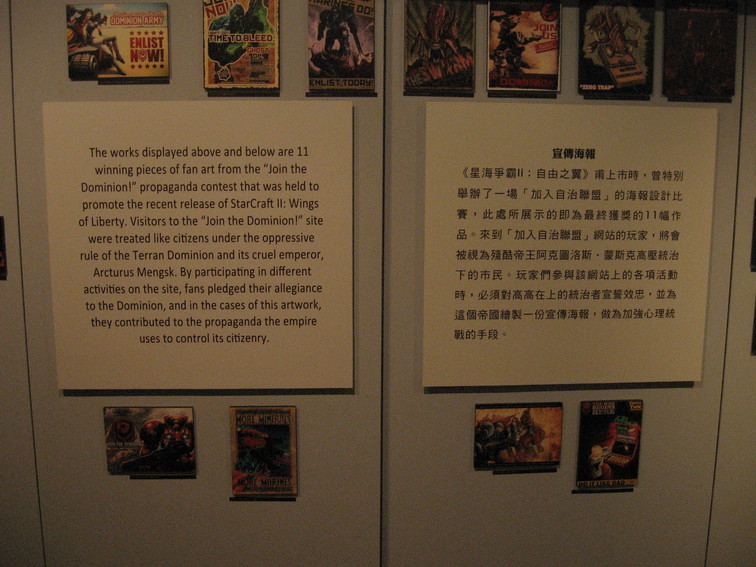 DOMINION ARMY
ENLIST
NOW!
TIME TO BLEED
ENLIST TODAY!
JOIN
US
DOMINION
"ZERG TRAP"
The works displayed above and below are 11
winning pieces of fan art from the “Join the
Dominion!” propaganda contest that was held to
promote the recent release of StarCraft II: Wings
of Liberty. Visitors to the “Join the Dominion!” site
were treated like citizens under the oppressive
rule of the Terran Dominion and its cruel emperor,
Arcturus Mengsk. By participating in different
activities on the site, fans pledged their allegiance
to the Dominion, and in the cases of this artwork,
they contributed to the propaganda the empire
uses to control its citizenry.
宣傳海報
《星海爭霸II：自由之翼》甫上市時，曾特別
舉辦了一場「加入自治聯盟」的海報設計比
賽，此處所展示的即為最終獲獎的11幅作
品。來到「加入自治聯盟」網站的玩家，將會
被視為殘酷帝王阿克圖洛斯．蒙斯克高壓統治
下的市民。玩家們參與該網站上的各項活動
時，必須對高高在上的統治者宣誓效忠，並為
這個帝國繪製一份宣傳海報，做為加強心理統
戰的手段。
MORE MINERALS
MORE MARINES